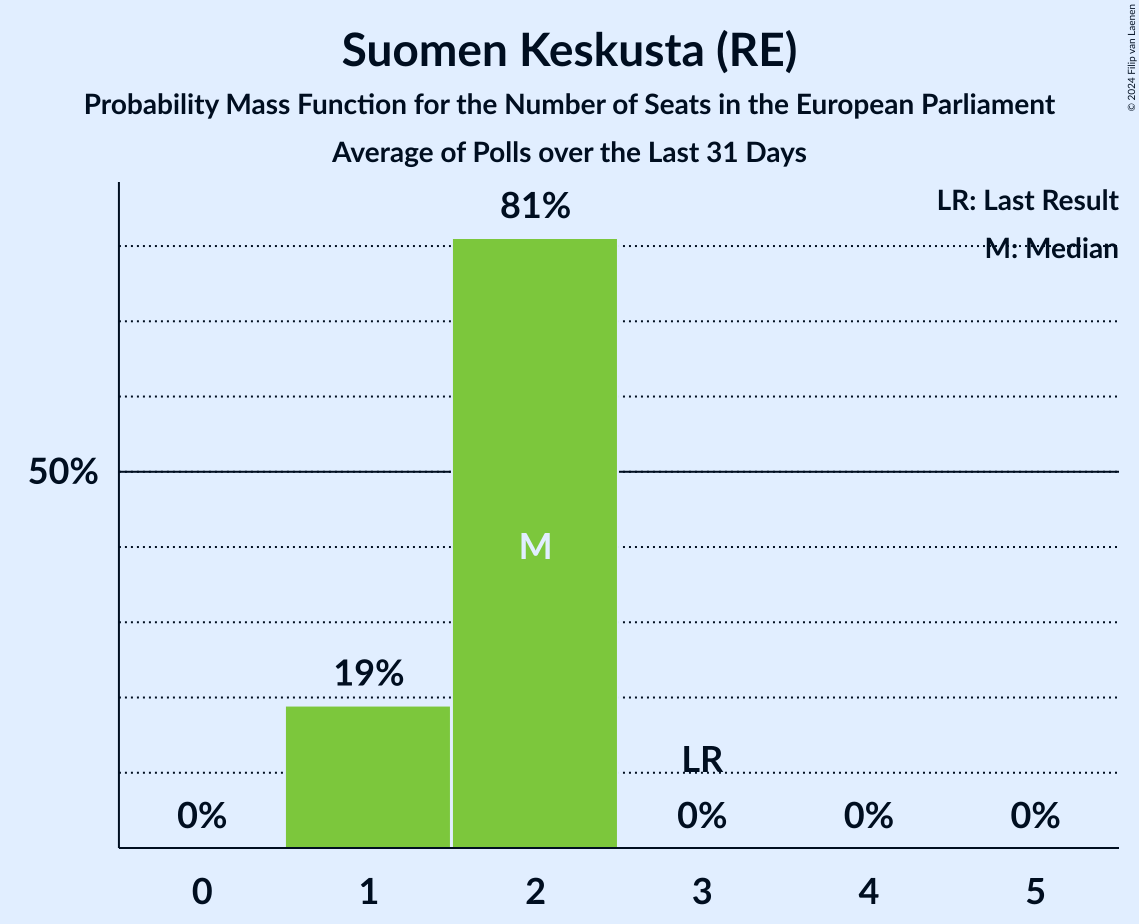 Suomen Keskusta (RE)
Probability Mass Function for the Number of Seats in the European Parliament
Average of Polls over the Last 31 Days
© 2024 Filip van Laenen
LR: Last Result
M: Median
81%
50%
M
19%
LR
0%
0%
0%
0%
0
1
2
3
4
5